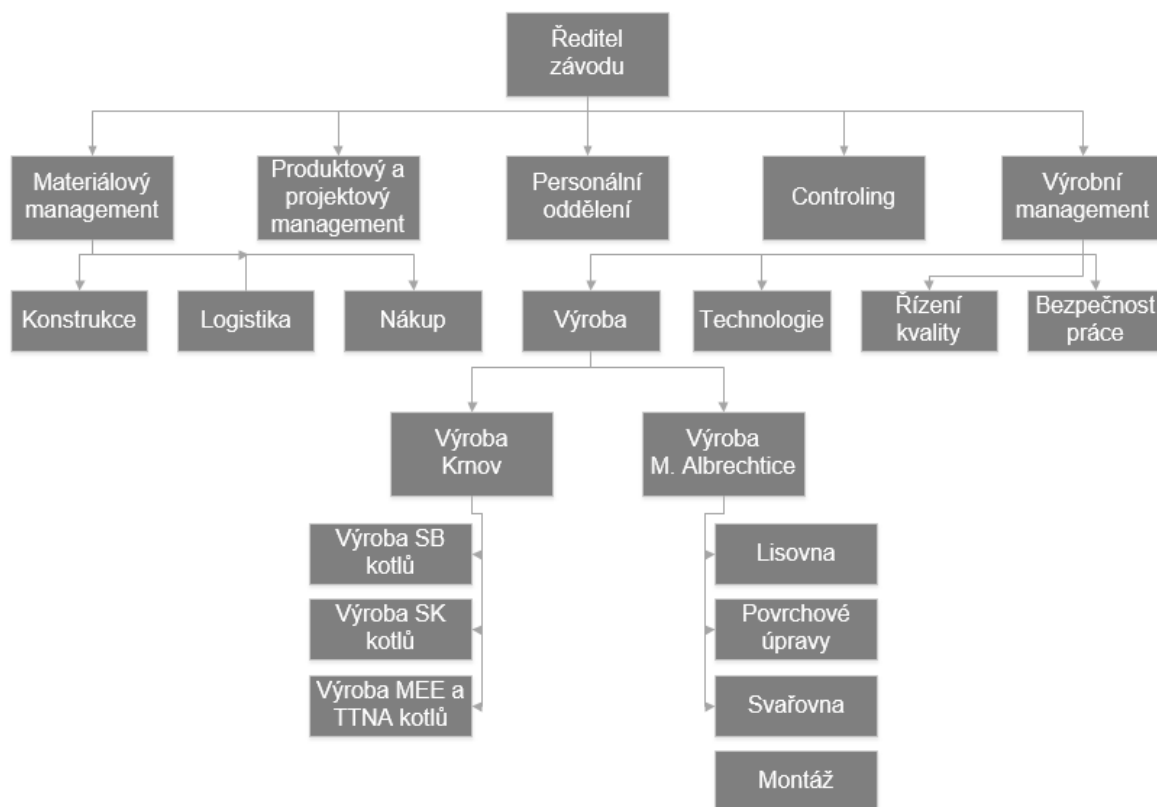 Ředitel
závodu
Materiálový
management
Produktový a
projektový
management
Personální
oddělení
Controling
Výrobní
management
Konstrukce
Logistika
Nákup
Výroba
Technologie
Řízení
kvality
Bezpečnost
práce
Výroba
Krnov
Výroba
M. Albrechtice
Výroba SB
kotlů
Výroba SK
kotlů
Výroba MEE a
TTNA kotlů
Lisovna
Povrchové
úpravy
Svařovna
Montáž